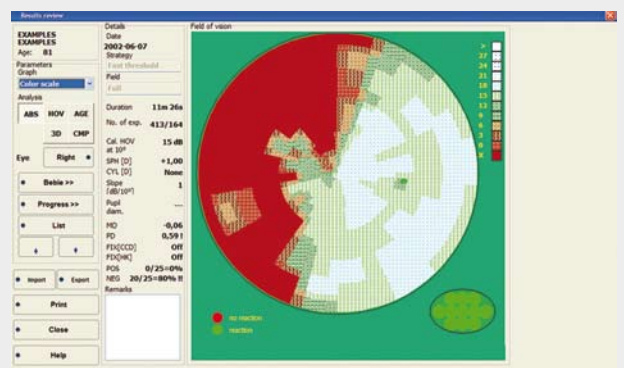 Results review
EXAMPLES
EXAMPLES
Age: 81
Parameters
Graph
Color scale
Analysis
ABS HOV AGE
3D CMP
Eye Right
Bebie >>
Progress >>
List
Import Export
Print
Close
Help
Details
Date
2002-06-07
Strategy
Fast threshold
Field
Full
Duration 11m 26s
No. of exp. 413/164
Cal. HOV 15 dB
at 10º
SPH [D] +1,00
CYL [D] None
Slope 1
[dB/10º]
Pupil ---
diam.
MD -0,06
PD 0,59 !
FIX[CCD] Off
FIX[HK] Off
POS 0/25=0%
NEG 20/25=80% !!
Remarks
Field of vision
>
27
24
21
18
15
12
9
6
3
0
X
no reaction
reaction